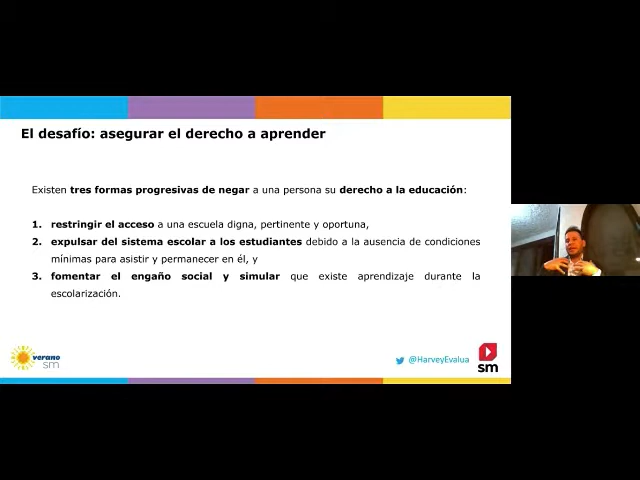 El desafío: asegurar el derecho a aprender
Existen tres formas progresivas de negar a una persona su derecho a la educación:
1. restringir el acceso a una escuela digna, pertinente y oportuna,
2. expulsar del sistema escolar a los estudiantes debido a la ausencia de condiciones
mínimas para asistir y permanecer en él, y
3. fomentar el engaño social y simular que existe aprendizaje durante la
escolarización.
verano
sm
@HarveyEvalua
sm